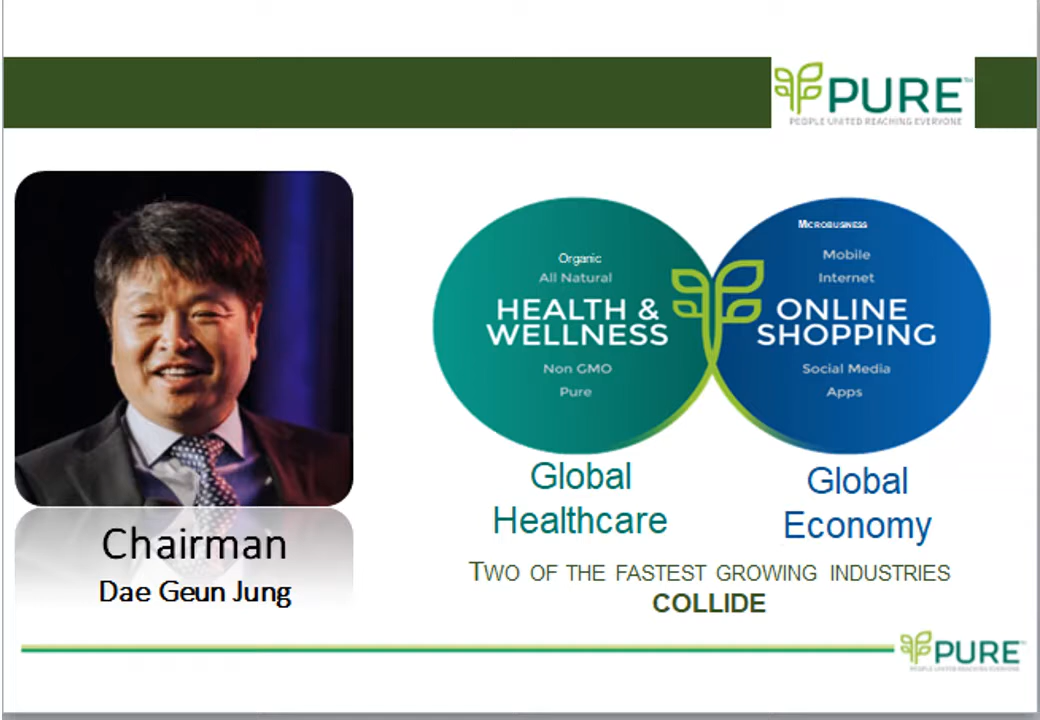 PURE™
PEOPLE UNITED REACHING EVERYONE
Chairman
Dae Geun Jung
Organic
All Natural
HEALTH &
WELLNESS
Non GMO
Pure
MICROBUSINESS
Mobile
Internet
ONLINE
SHOPPING
Social Media
Apps
Global
Healthcare
Global
Economy
TWO OF THE FASTEST GROWING INDUSTRIES
COLLIDE
PURE™
PEOPLE UNITED REACHING EVERYONE